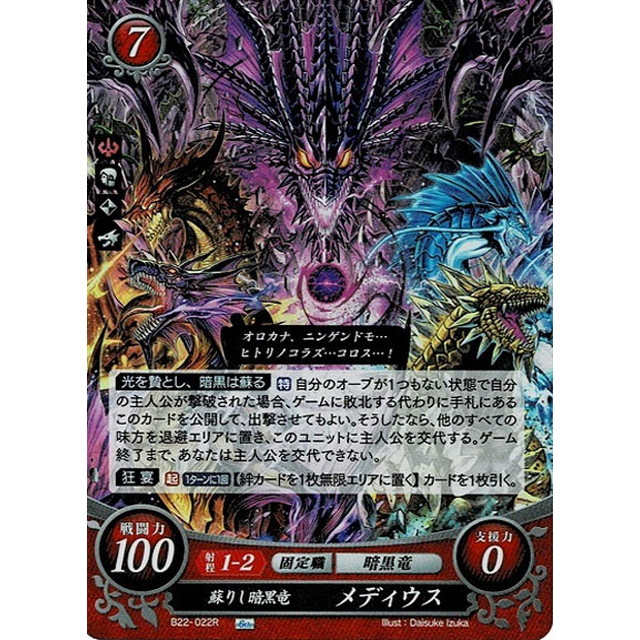 7
オロカナ、ニンゲンドモ…
ヒトリノコラズ…コロス…！
光を贄とし、暗黒は蘇る 特 自分のオーブが1つもない状態で自分
の主人公が撃破された場合、ゲームに敗北する代わりに手札にある
このカードを公開して、出撃させてもよい。そうしたなら、他のすべての
味方を退避エリアに置き、このユニットに主人公を交代する。ゲーム
終了まで、あなたは主人公を交代できない。
狂宴 起 1ターンに1回 【絆カードを1枚無限エリアに置く】カードを1枚引く。
戦闘力 100 射程 1-2 固定職 暗黒竜 支援力 0
蘇りし暗黒竜 メディウス
B22-022R 6th Illust : Daisuke Izuka